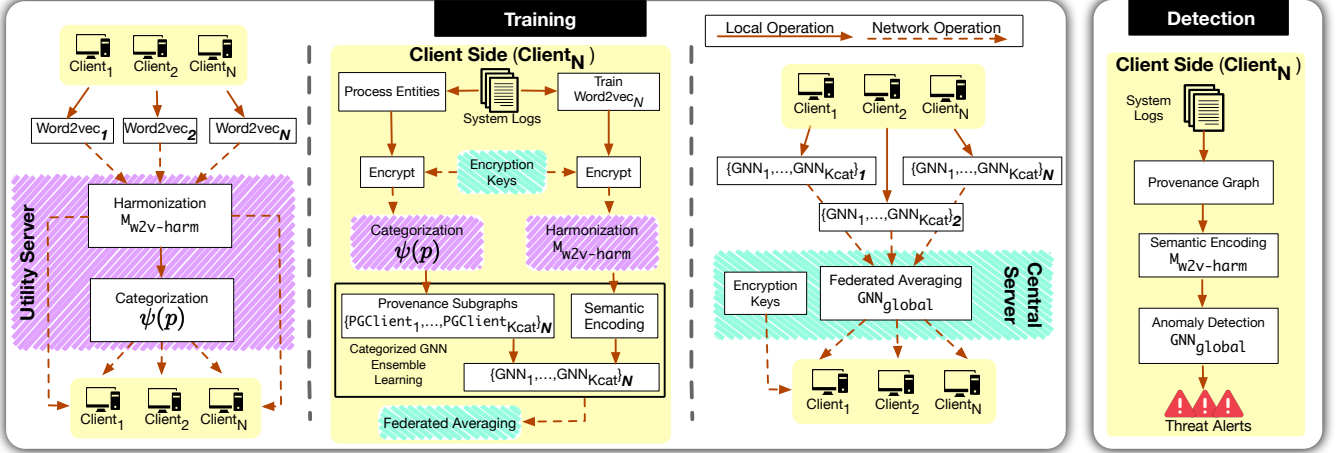 Training
Client1
Client2
ClientN
Word2vec1
Word2vec2
Word2vecN
Utility Server
Harmonization
Mw2v-harm
Categorization
ψ(p)
Client1
Client2
ClientN
Client Side (ClientN)
Process Entities
System Logs
Train
Word2vecN
Encrypt
Encryption
Keys
Encrypt
Categorization
ψ(p)
Harmonization
Mw2v-harm
Provenance Subgraphs
{PGClient1,...,PGClientKcat}N
Semantic
Encoding
Categorized GNN
Ensemble
Learning
{GNN1,...,GNNKcat}N
Federated Averaging
Local Operation
Network Operation
Client1
Client2
ClientN
{GNN1,...,GNNKcat}1
{GNN1,...,GNNKcat}N
{GNN1,...,GNNKcat}2
Encryption
Keys
Federated Averaging
GNNglobal
Central
Server
Client1
Client2
ClientN
Detection
Client Side (ClientN)
System
Logs
Provenance Graph
Semantic Encoding
Mw2v-harm
Anomaly Detection
GNNglobal
Threat Alerts